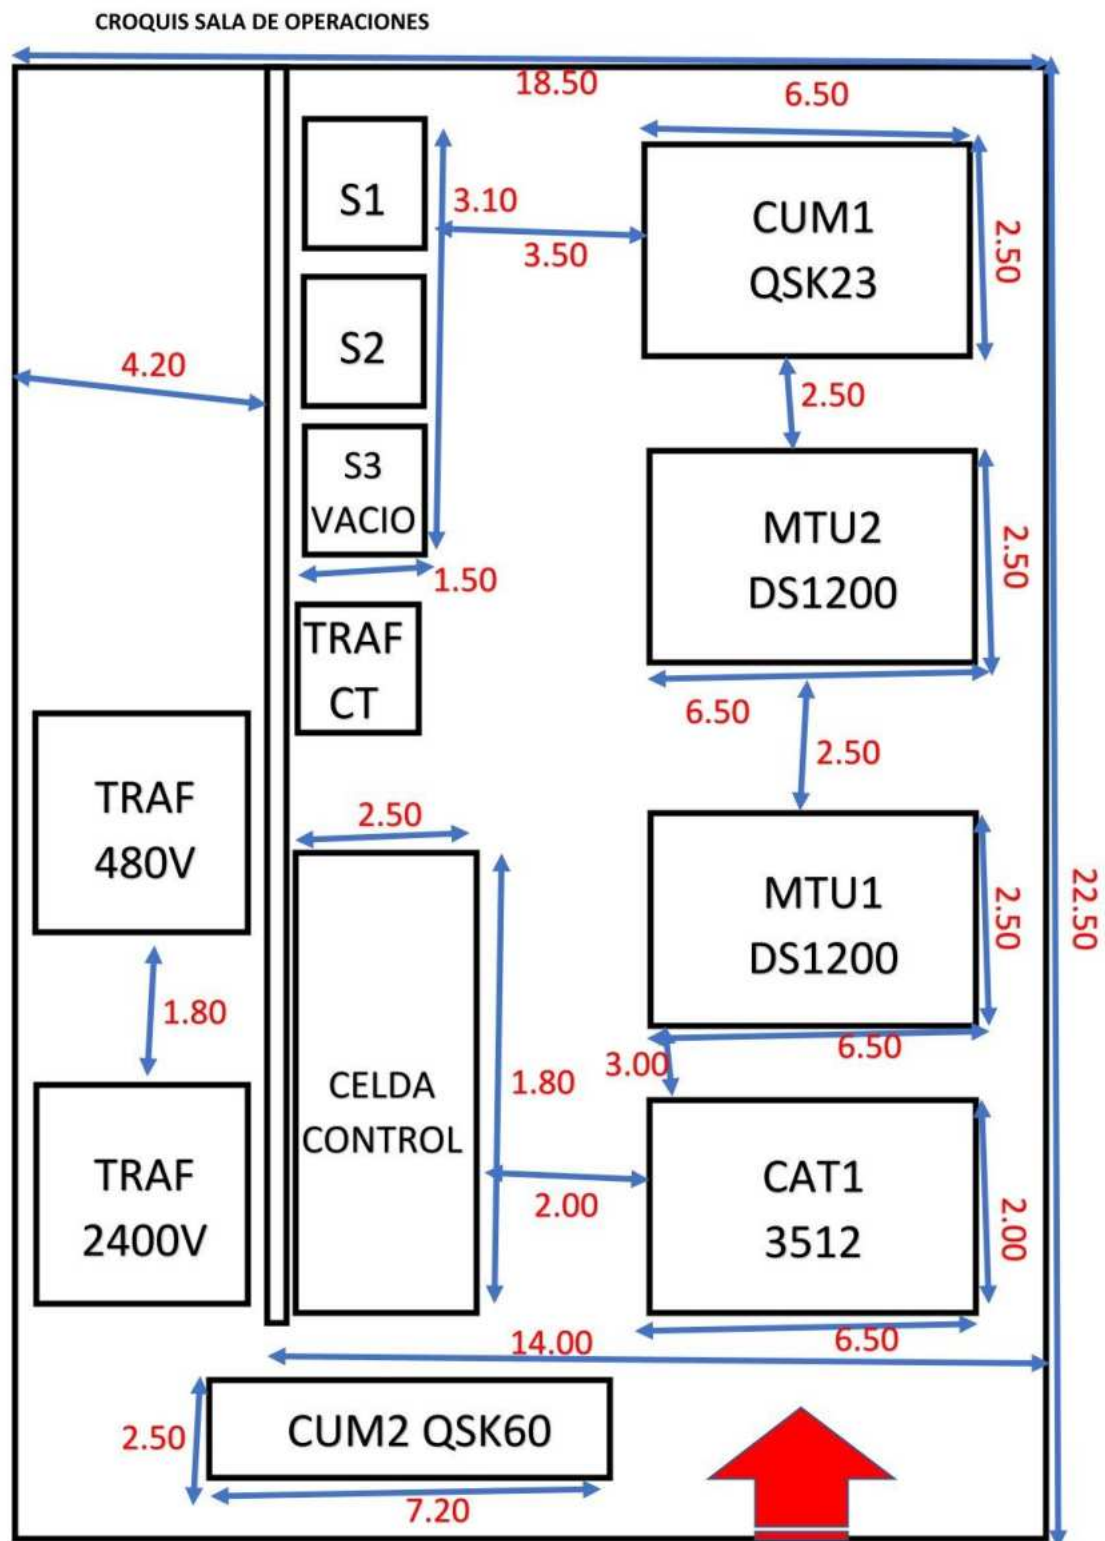 CROQUIS SALA DE OPERACIONES
18.50
6.50
S1
3.10
3.50
CUM1
QSK23
2.50
S2
4.20
2.50
S3
VACIO
1.50
MTU2
DS1200
2.50
TRAF
CT
6.50
2.50
TRAF
480V
2.50
MTU1
DS1200
2.50
22.50
1.80
3.00
6.50
CELDA
CONTROL
1.80
TRAF
2400V
2.00
CAT1
3512
2.00
14.00
6.50
2.50
CUM2 QSK60
7.20